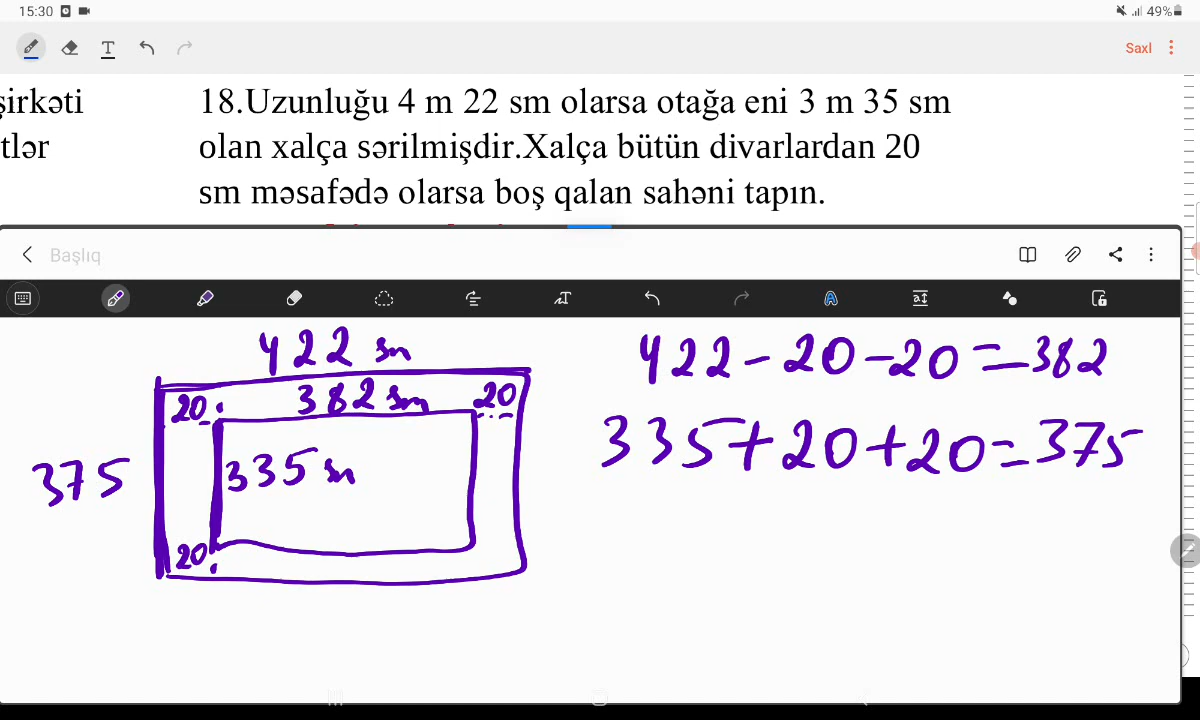 15:30
49%
Saxl
şirkəti
tlər
18.Uzunluğu 4 m 22 sm olarsa otağa eni 3 m 35 sm
olan xalça sərilmişdir.Xalça bütün divarlardan 20
sm məsafədə olarsa boş qalan sahəni tapın.
Başlıq
422 sm
20 382 sm 20
375
335 sm
20
422-20-20=382
335+20+20=375